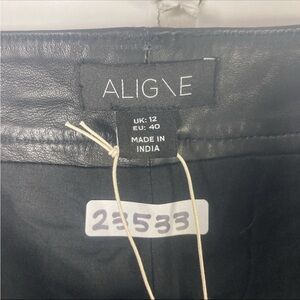 ALIGNE
UK: 12
EU: 40
MADE IN
INDIA
23533